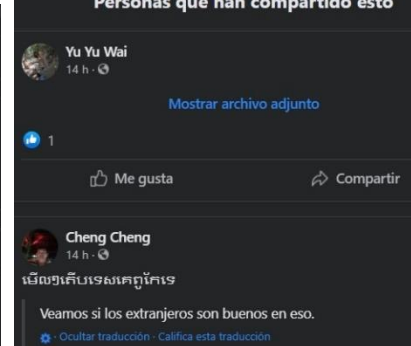 Personas que han compartido esto
Yu Yu Wai
14 h ·
Mostrar archivo adjunto
1
Me gusta
Compartir
Cheng Cheng
14 h ·
មើលៗតើបរទេសគេពូកែទេ
Veamos si los extranjeros son buenos en eso.
· Ocultar traducción · Califica esta traducción